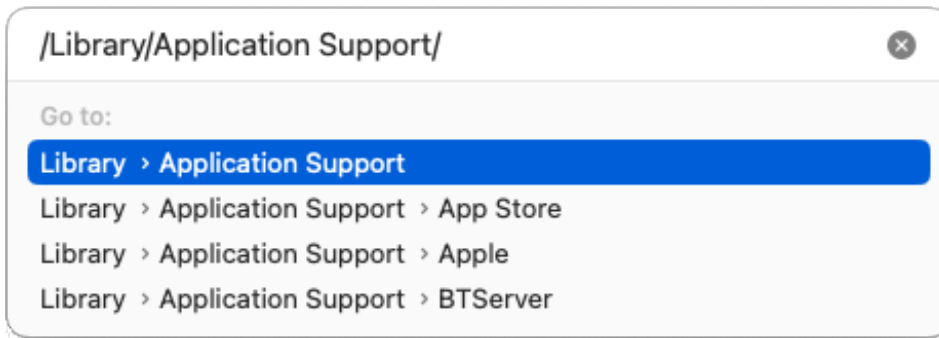 /Library/Application Support/
Go to:
Library › Application Support
Library › Application Support › App Store
Library › Application Support › Apple
Library › Application Support › BTServer